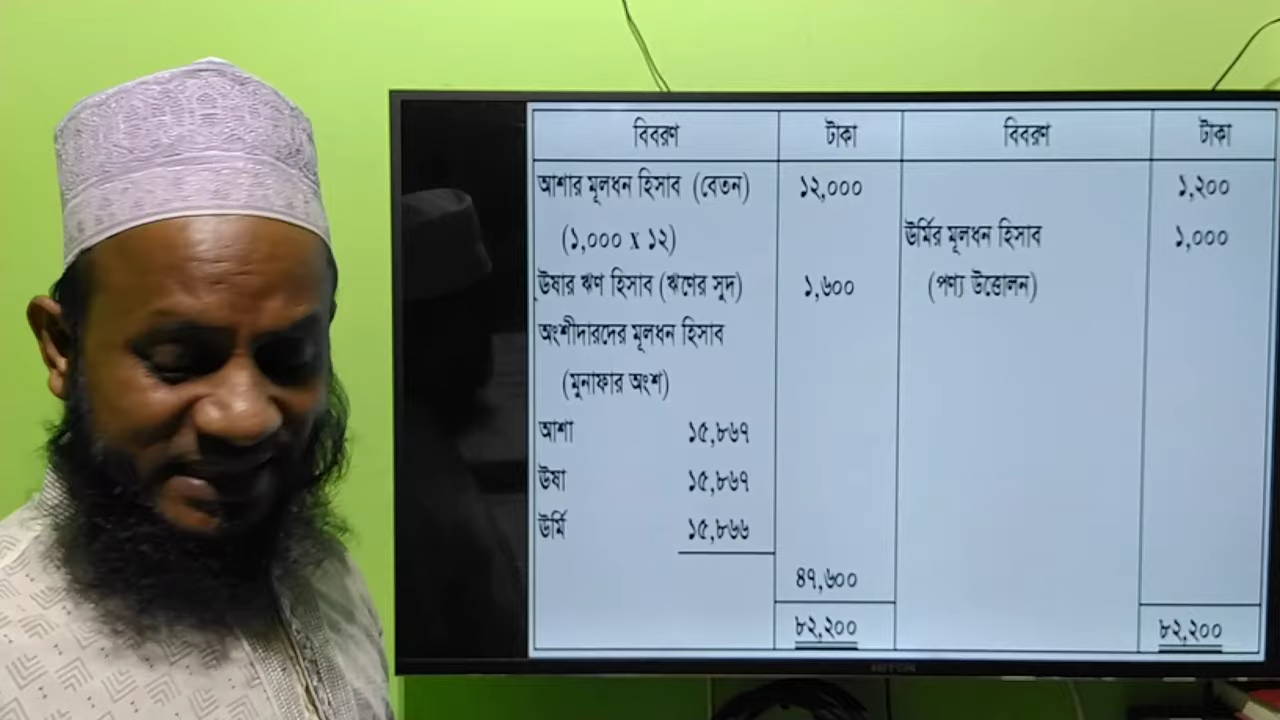 বিবরণ টাকা বিবরণ টাকা
আশার মূলধন হিসাব (বেতন) ১২,০০০ ১,২০০
(১,০০০ x ১২) ঊর্মির মূলধন হিসাব ১,০০০
ঊষার ঋণ হিসাব (ঋণের সুদ) ১,৬০০ (পণ্য উত্তোলন)
অংশীদারদের মূলধন হিসাব
(মুনাফার অংশ)
আশা ১৫,৮৬৭
ঊষা ১৫,৮৬৭
ঊর্মি ১৫,৮৬৬
৪৭,৬০০
৮২,২০০ ৮২,২০০